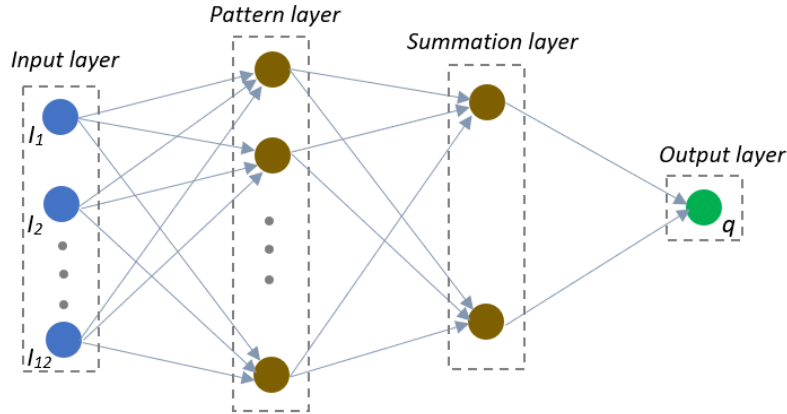 Pattern layer
Summation layer
Input layer
Output layer
I1
I2
I12
q